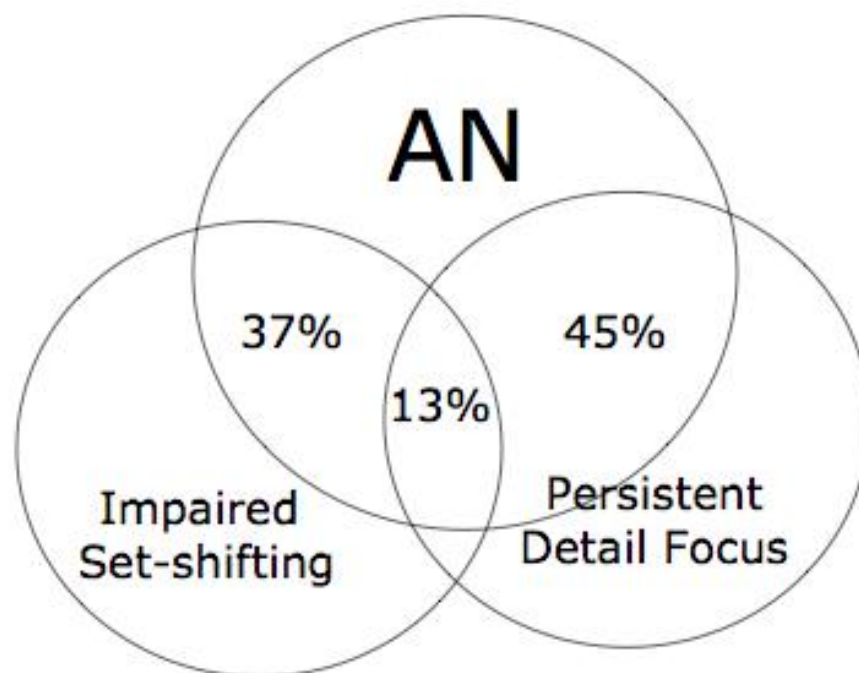 AN
37%
45%
13%
Impaired
Set-shifting
Persistent
Detail Focus